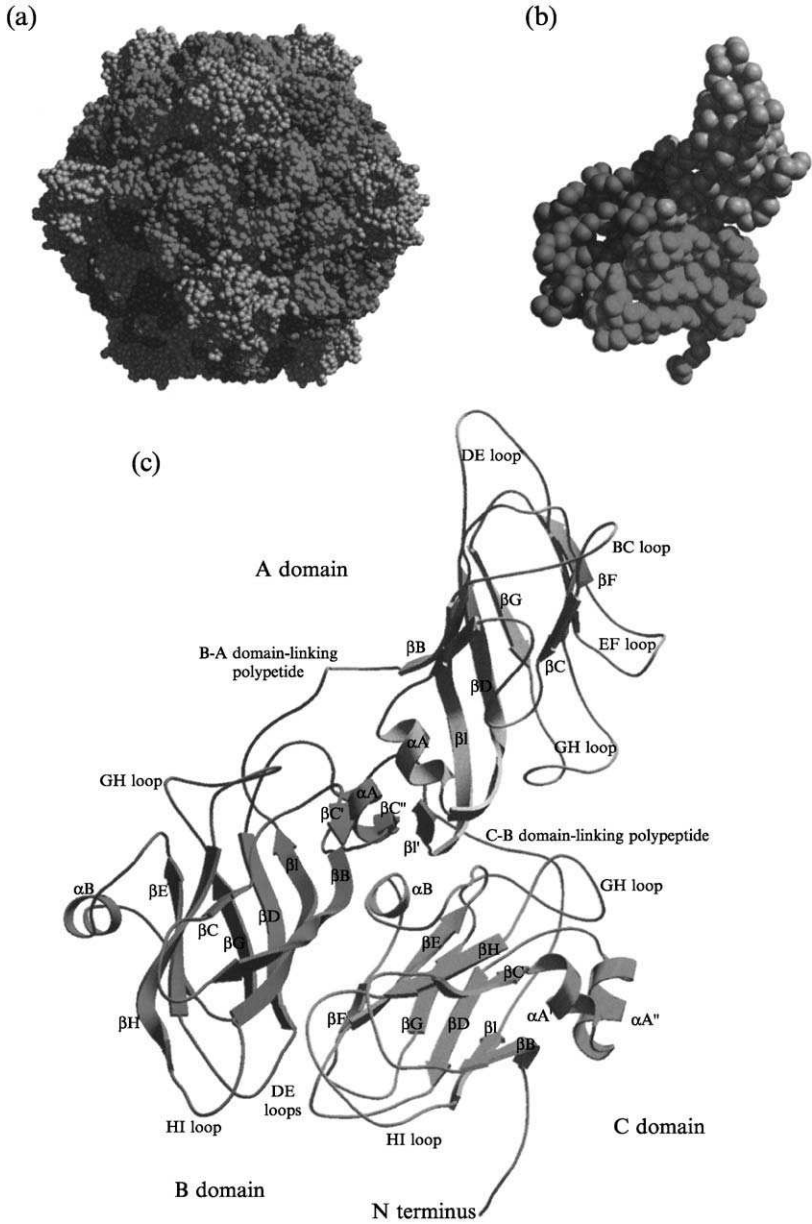 (a)
(b)
(c)
DE loop
BC loop
A domain
βG
βF
B-A domain-linking
polypetide
βB
EF loop
βD
βC
βI
αA
GH loop
GH loop
αA
βC'
βC"
C-B domain-linking polypeptide
βI'
βI
βB
αB
GH loop
αB
βE
βD
βC
βG
βE
βH
βC
βH
βF
βG
βD
βI
αA'
αA"
βB
DE
loops
HI loop
HI loop
C domain
B domain
N terminus